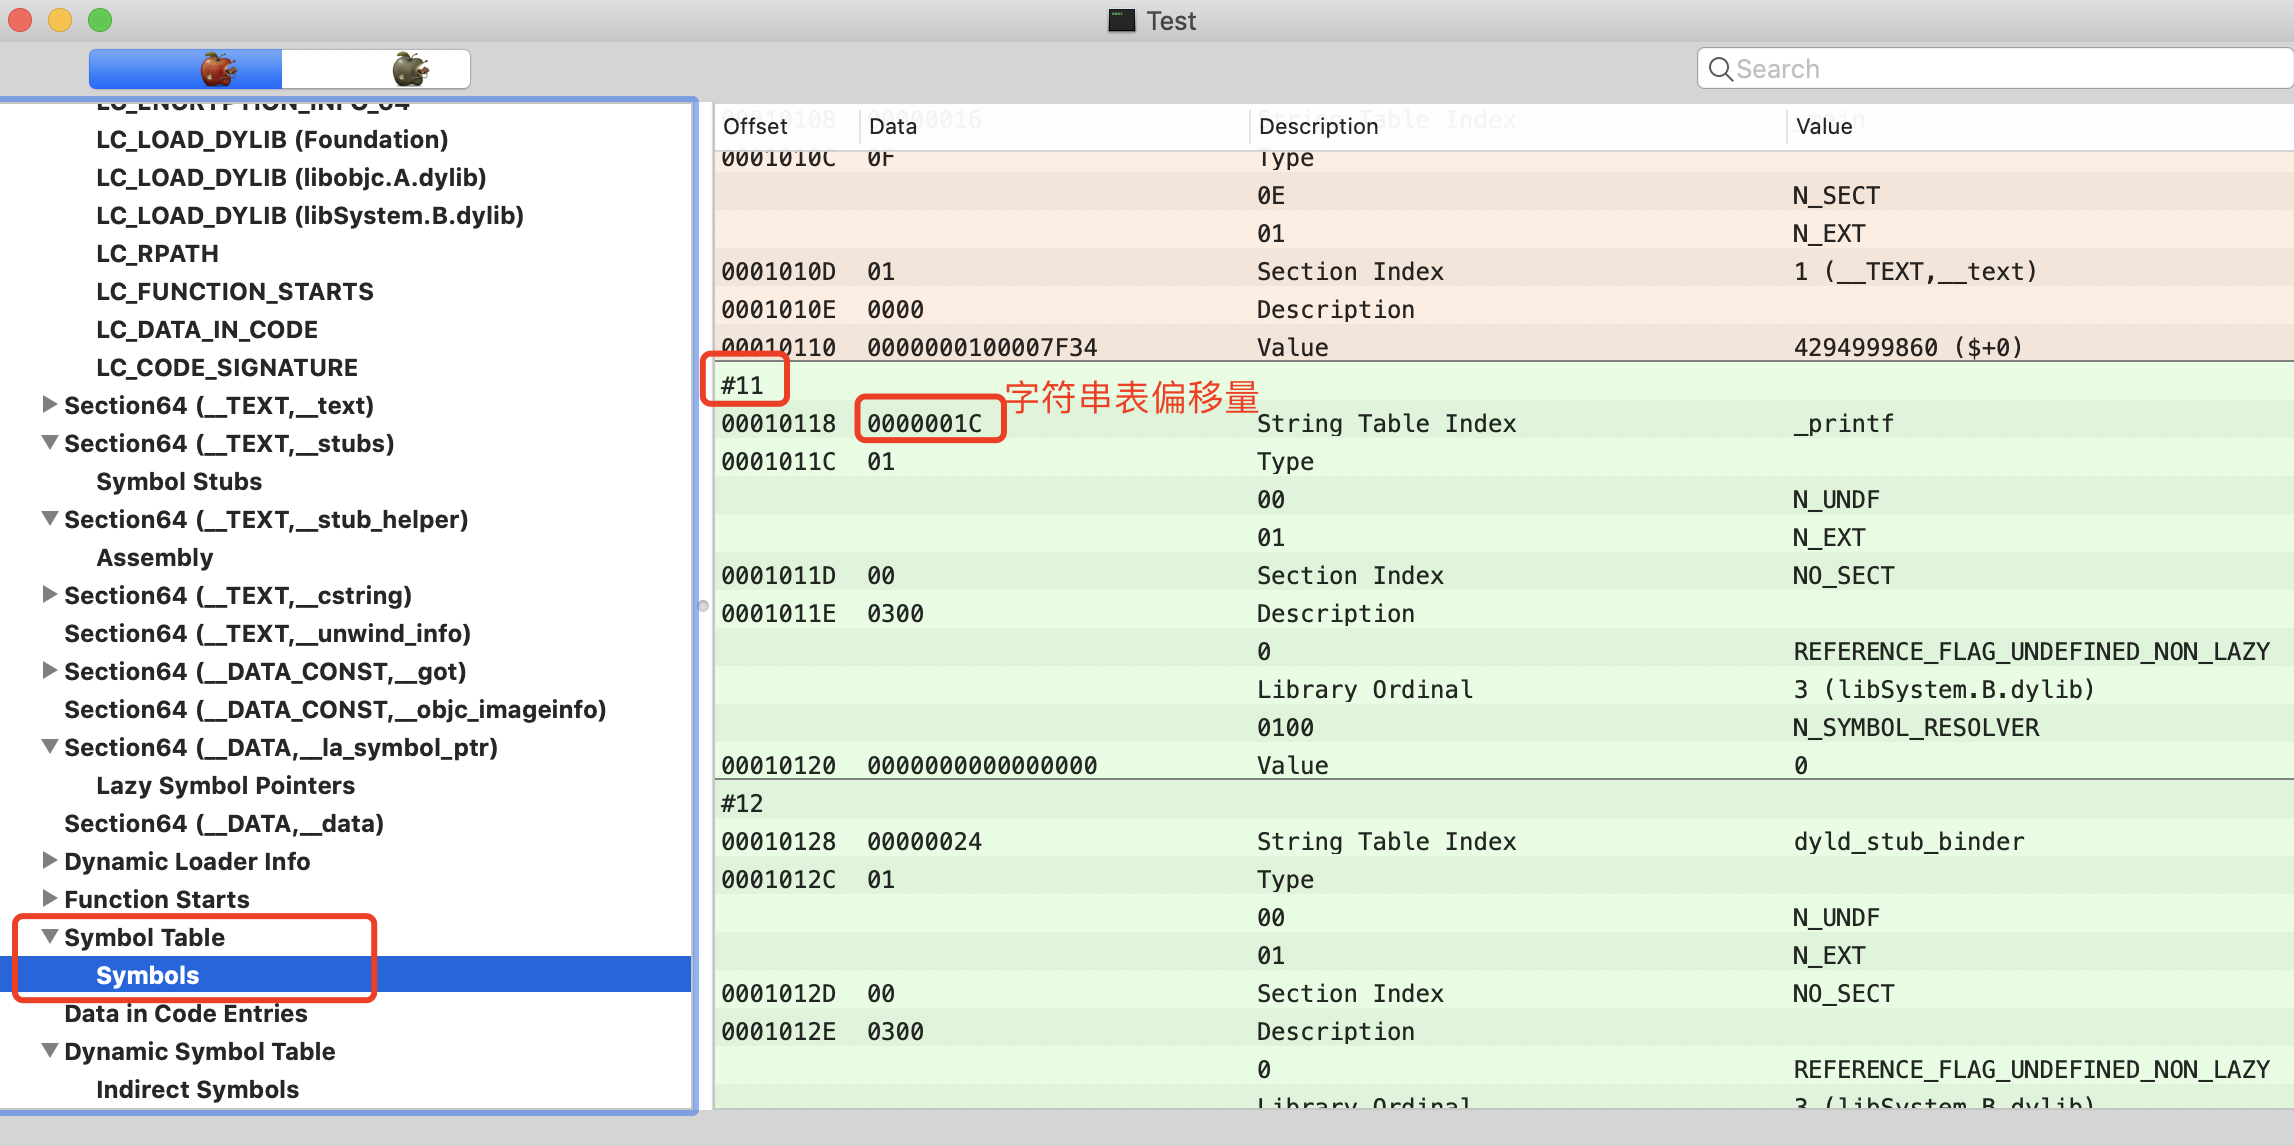 Test
Search
LC_ENCRYPTION_INFO_64
LC_LOAD_DYLIB (Foundation)
LC_LOAD_DYLIB (libobjc.A.dylib)
LC_LOAD_DYLIB (libSystem.B.dylib)
LC_RPATH
LC_FUNCTION_STARTS
LC_DATA_IN_CODE
LC_CODE_SIGNATURE
Section64 (__TEXT,__text)
Section64 (__TEXT,__stubs)
Symbol Stubs
Section64 (__TEXT,__stub_helper)
Assembly
Section64 (__TEXT,__cstring)
Section64 (__TEXT,__unwind_info)
Section64 (__DATA_CONST,__got)
Section64 (__DATA_CONST,__objc_imageinfo)
Section64 (__DATA,__la_symbol_ptr)
Lazy Symbol Pointers
Section64 (__DATA,__data)
Dynamic Loader Info
Function Starts
Symbol Table
Symbols
Data in Code Entries
Dynamic Symbol Table
Indirect Symbols
Offset Data Description Value
0001010C 0F Type
0E N_SECT
01 N_EXT
0001010D 01 Section Index 1 (__TEXT,__text)
0001010E 0000 Description
00010110 0000000100007F34 Value 4294999860 ($+0)
#11
字符串表偏移量
00010118 0000001C String Table Index _printf
0001011C 01 Type
00 N_UNDF
01 N_EXT
0001011D 00 Section Index NO_SECT
0001011E 0300 Description
0 REFERENCE_FLAG_UNDEFINED_NON_LAZY
Library Ordinal 3 (libSystem.B.dylib)
0100 N_SYMBOL_RESOLVER
00010120 0000000000000000 Value 0
#12
00010128 00000024 String Table Index dyld_stub_binder
0001012C 01 Type
00 N_UNDF
01 N_EXT
0001012D 00 Section Index NO_SECT
0001012E 0300 Description
0 REFERENCE_FLAG_UNDEFINED_NON_LAZY
Library Ordinal 3 (libSystem.B.dylib)